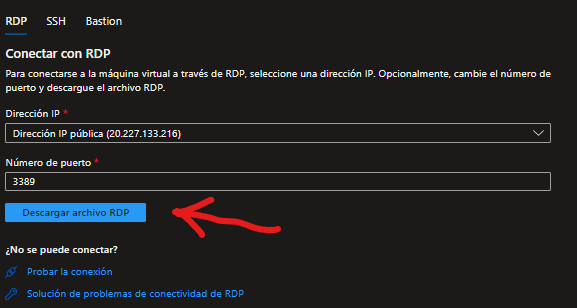 RDP SSH Bastion
Conectar con RDP
Para conectarse a la máquina virtual a través de RDP, seleccione una dirección IP. Opcionalmente, cambie el número de
puerto y descargue el archivo RDP.
Dirección IP *
Dirección IP pública (20.227.133.216)
Número de puerto *
3389
Descargar archivo RDP
¿No se puede conectar?
Probar la conexión
Solución de problemas de conectividad de RDP